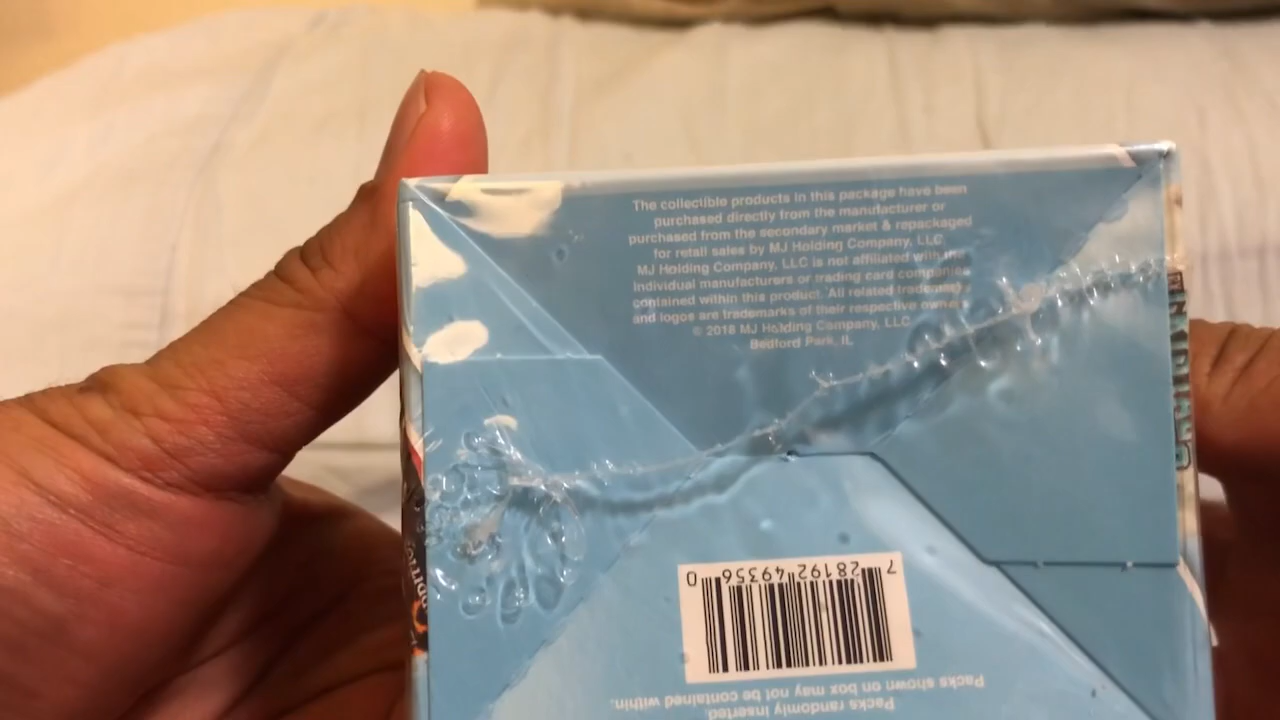 The collectible products in this package have been
purchased directly from the manufacturer or
purchased from the secondary market & repackaged
for retail sales by MJ Holding Company, LLC
MJ Holding Company, LLC is not affiliated with the
individual manufacturers or trading card companies
contained within this product. All related trademarks
and logos are trademarks of their respective owners
© 2018 MJ Holding Company, LLC
Bedford Park, IL
7 28192 49356 0
Packs shown on box may not be contained within.
Packs randomly inserted.